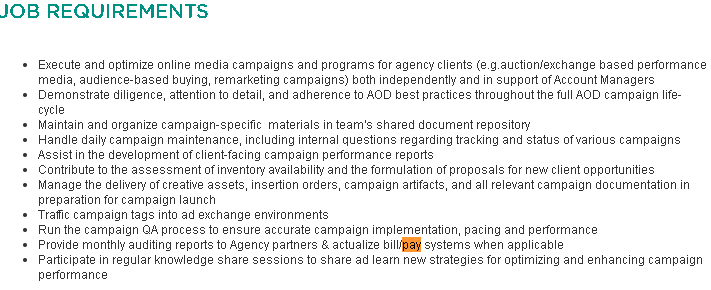 JOB REQUIREMENTS
• Execute and optimize online media campaigns and programs for agency clients (e.g.auction/exchange based performance
media, audience-based buying, remarketing campaigns) both independently and in support of Account Managers
• Demonstrate diligence, attention to detail, and adherence to AOD best practices throughout the full AOD campaign life-
cycle
• Maintain and organize campaign-specific  materials in team's shared document repository
• Handle daily campaign maintenance, including internal questions regarding tracking and status of various campaigns
• Assist in the development of client-facing campaign performance reports
• Contribute to the assessment of inventory availability and the formulation of proposals for new client opportunities
• Manage the delivery of creative assets, insertion orders, campaign artifacts, and all relevant campaign documentation in
preparation for campaign launch
• Traffic campaign tags into ad exchange environments
• Run the campaign QA process to ensure accurate campaign implementation, pacing and performance
• Provide monthly auditing reports to Agency partners & actualize bill/pay systems when applicable
• Participate in regular knowledge share sessions to share ad learn new strategies for optimizing and enhancing campaign
performance